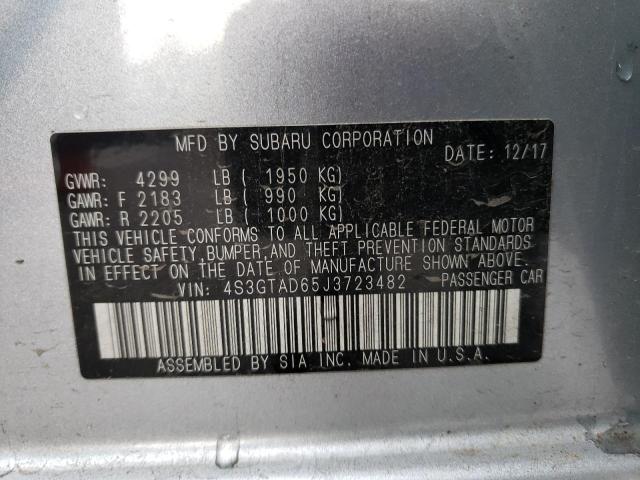 MFD BY SUBARU CORPORATION DATE: 12/17
GVWR: 4299 LB ( 1950 KG)
GAWR: F 2183 LB ( 990 KG)
GAWR: R 2205 LB ( 1000 KG)
THIS VEHICLE CONFORMS TO ALL APPLICABLE FEDERAL MOTOR
VEHICLE SAFETY, BUMPER, AND THEFT PREVENTION STANDARDS
IN EFFECT ON THE DATE OF MANUFACTURE SHOWN ABOVE.
VIN: 4S3GTAD65J3723482 PASSENGER CAR
ASSEMBLED BY SIA, INC. MADE IN U.S.A.